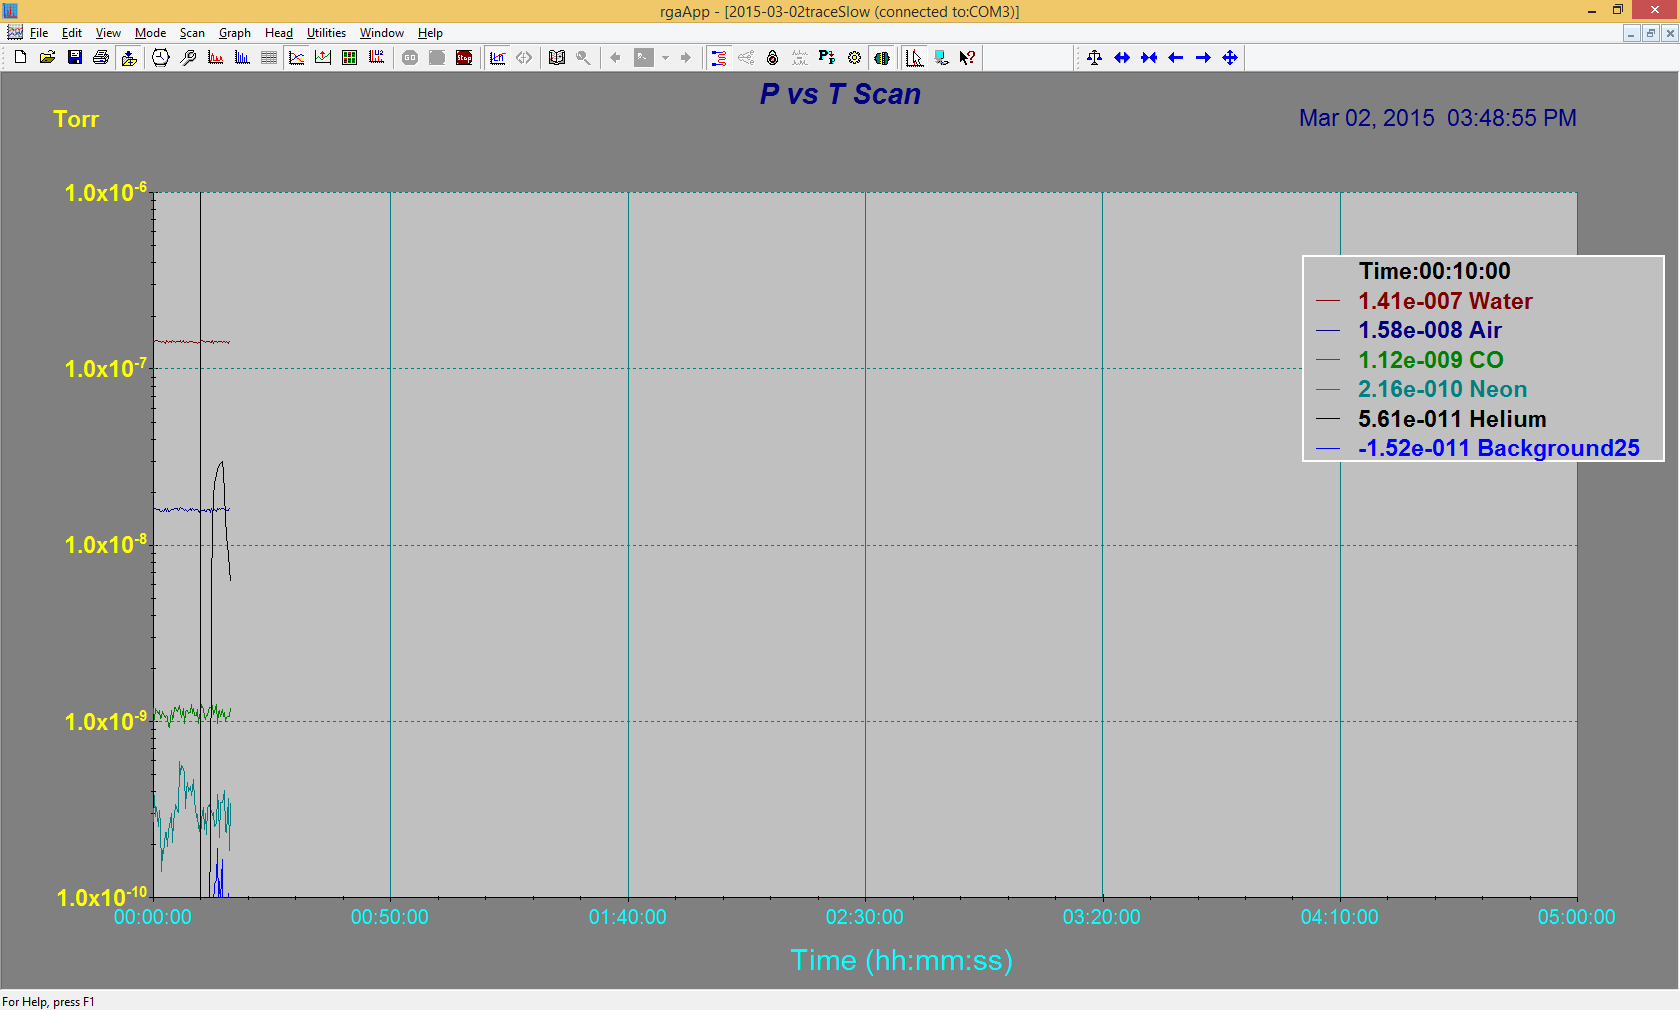 rgaApp - [2015-03-02traceSlow (connected to:COM3)]
File Edit View Mode Scan Graph Head Utilities Window Help
P vs T Scan
Torr
Mar 02, 2015 03:48:55 PM
1.0x10-6
1.0x10-7
1.0x10-8
1.0x10-9
1.0x10-10
Time:00:10:00
1.41e-007 Water
1.58e-008 Air
1.12e-009 CO
2.16e-010 Neon
5.61e-011 Helium
-1.52e-011 Background25
00:00:00 00:50:00 01:40:00 02:30:00 03:20:00 04:10:00 05:00:00
Time (hh:mm:ss)
For Help, press F1